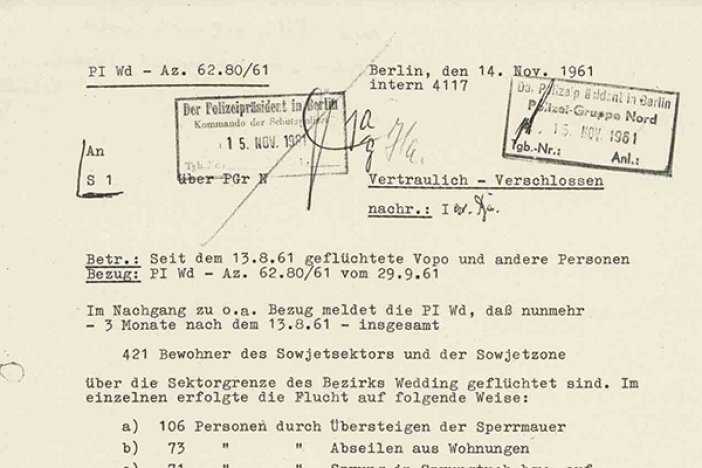 PI Wd - Az. 62.80/61
Berlin, den 14. Nov. 1961
intern 4117
Der Polizeipräsident in Berlin
Kommando der Schutzpolizei
15. NOV. 1961
Tgb.-Nr.:
Der Polizeipräsident in Berlin
Polizei-Gruppe Nord
15. NOV. 1961
Tgb.-Nr.: Anl.:
An
S 1
über PGr N
Vertraulich - Verschlossen
nachr.: I
Betr.: Seit dem 13.8.61 geflüchtete Vopo und andere Personen
Bezug: PI Wd - Az. 62.80/61 vom 29.9.61
Im Nachgang zu o.a. Bezug meldet die PI Wd, daß nunmehr
- 3 Monate nach dem 13.8.61 - insgesamt
421 Bewohner des Sowjetsektors und der Sowjetzone
über die Sektorgrenze des Bezirks Wedding geflüchtet sind. Im
einzelnen erfolgte die Flucht auf folgende Weise:
a) 106 Personen durch Übersteigen der Sperrmauer
b) 73 " " Abseilen aus Wohnungen